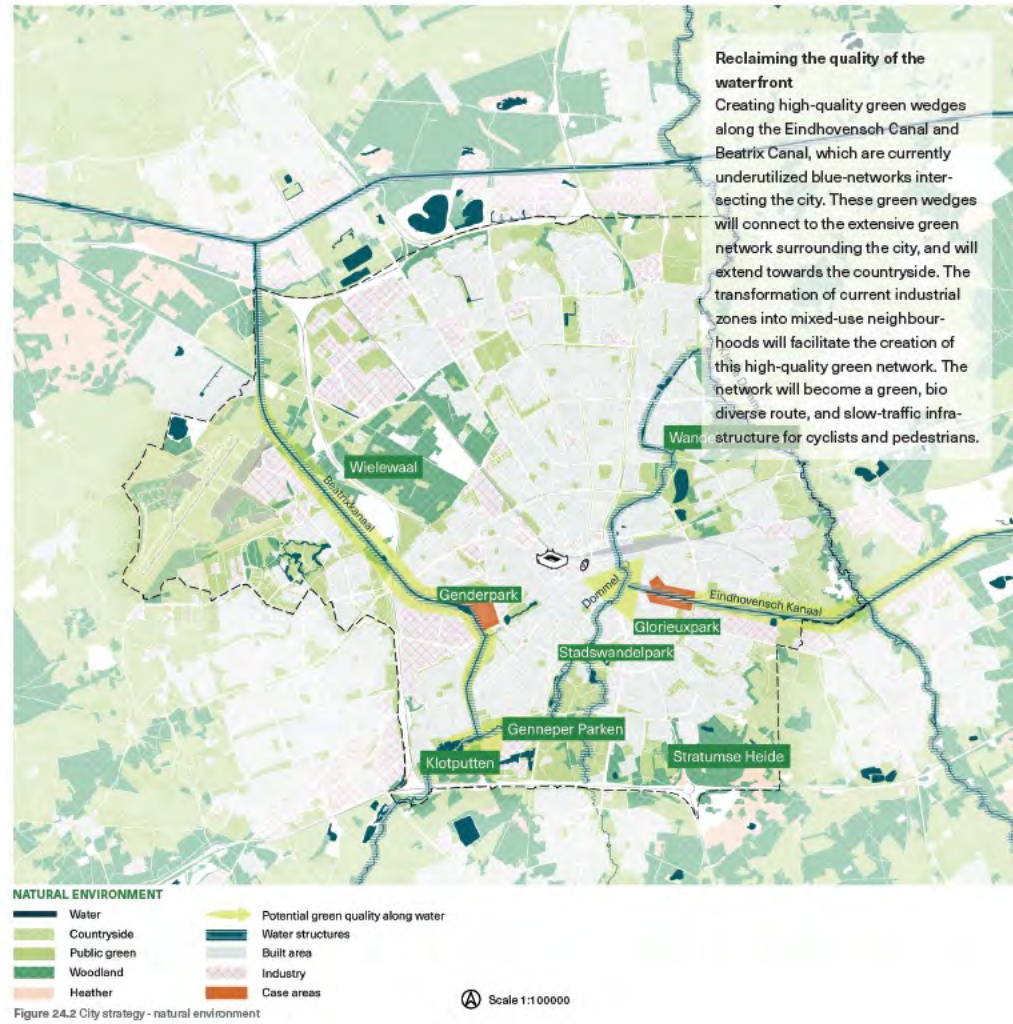 Reclaiming the quality of the
waterfront
Creating high-quality green wedges
along the Eindhovensch Canal and
Beatrix Canal, which are currently
underutilized blue-networks inter-
secting the city. These green wedges
will connect to the extensive green
network surrounding the city, and will
extend towards the countryside. The
transformation of current industrial
zones into mixed-use neighbour-
hoods will facilitate the creation of
this high-quality green network. The
network will become a green, bio
diverse route, and slow-traffic infra-
structure for cyclists and pedestrians.
Wielewaal
Beatrixkanaal
Genderpark
Dommel
Eindhovensch Kanaal
Glorieuxpark
Stadswandelpark
Genneper Parken
Klotputten
Stratumse Heide
NATURAL ENVIRONMENT
Water
Countryside
Public green
Woodland
Heather
Potential green quality along water
Water structures
Built area
Industry
Case areas
Scale 1:100000
Figure 24.2 City strategy - natural environment